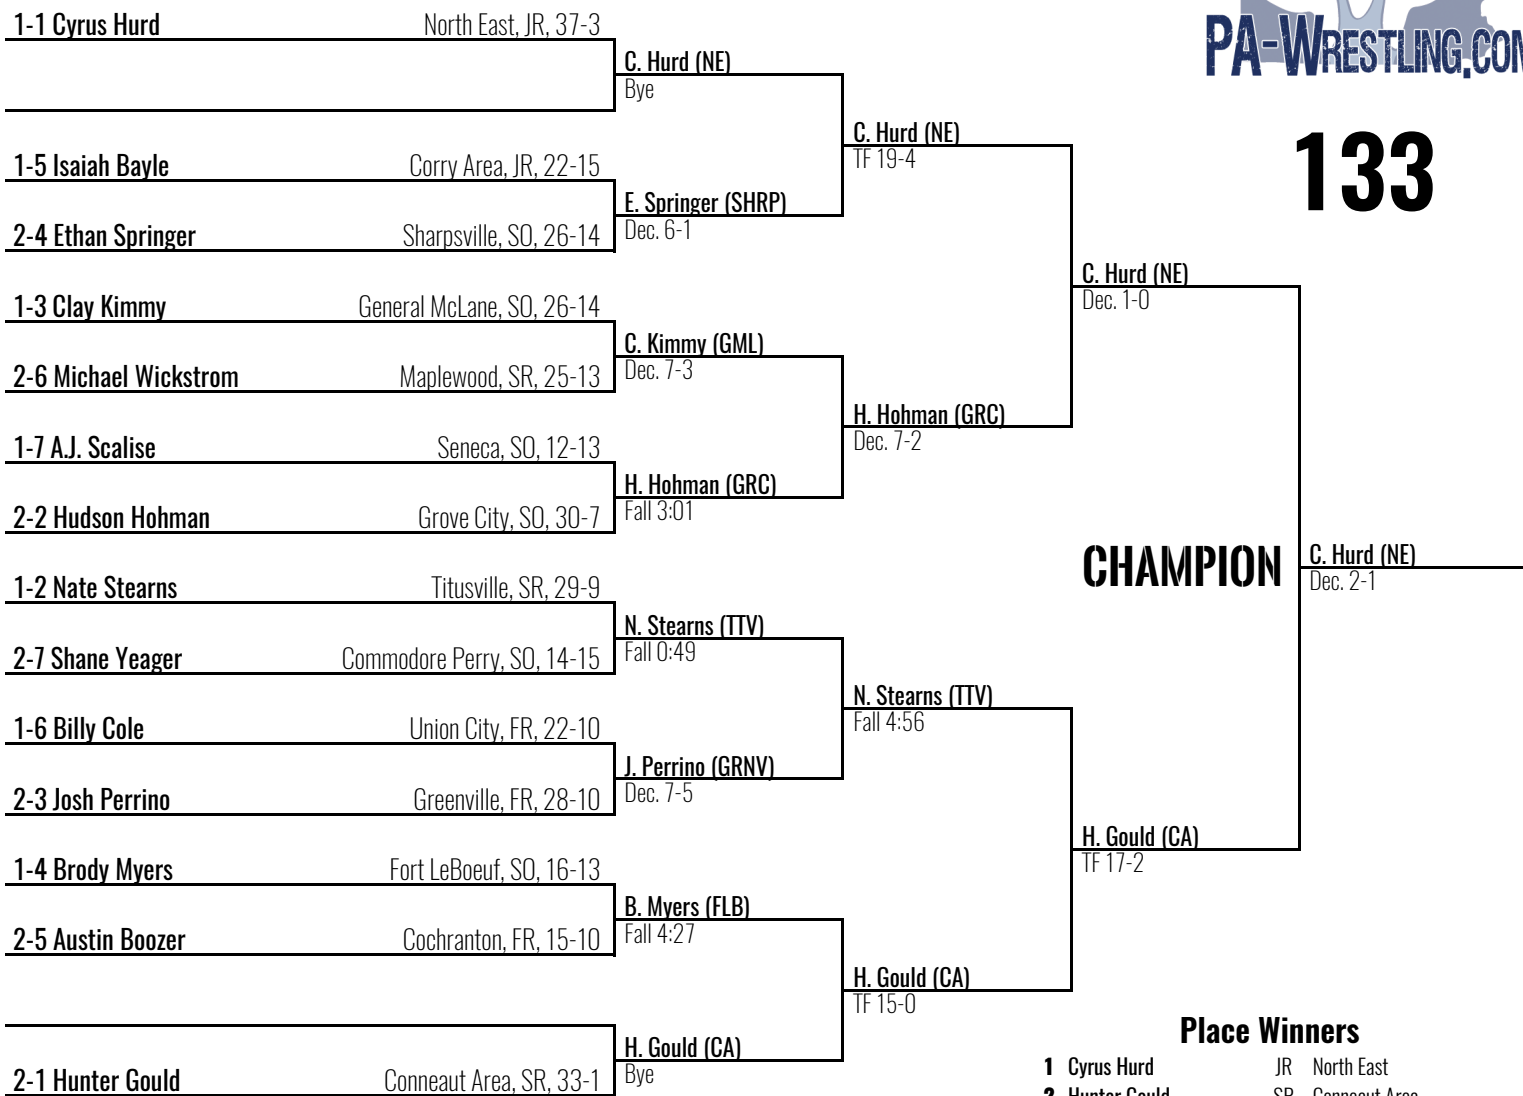 PA-WRESTLING.COM
133
1-1 Cyrus Hurd North East, JR, 37-3
C. Hurd (NE)
Bye
1-5 Isaiah Bayle Corry Area, JR, 22-15
2-4 Ethan Springer Sharpsville, SO, 26-14
E. Springer (SHRP)
Dec. 6-1
C. Hurd (NE)
TF 19-4
1-3 Clay Kimmy General McLane, SO, 26-14
2-6 Michael Wickstrom Maplewood, SR, 25-13
C. Kimmy (GML)
Dec. 7-3
1-7 A.J. Scalise Seneca, SO, 12-13
2-2 Hudson Hohman Grove City, SO, 30-7
H. Hohman (GRC)
Fall 3:01
H. Hohman (GRC)
Dec. 7-2
C. Hurd (NE)
Dec. 1-0
1-2 Nate Stearns Titusville, SR, 29-9
2-7 Shane Yeager Commodore Perry, SO, 14-15
N. Stearns (TTV)
Fall 0:49
1-6 Billy Cole Union City, FR, 22-10
2-3 Josh Perrino Greenville, FR, 28-10
J. Perrino (GRNV)
Dec. 7-5
N. Stearns (TTV)
Fall 4:56
1-4 Brody Myers Fort LeBoeuf, SO, 16-13
2-5 Austin Boozer Cochranton, FR, 15-10
B. Myers (FLB)
Fall 4:27
2-1 Hunter Gould Conneaut Area, SR, 33-1
H. Gould (CA)
Bye
H. Gould (CA)
TF 15-0
H. Gould (CA)
TF 17-2
CHAMPION
C. Hurd (NE)
Dec. 2-1
Place Winners
1 Cyrus Hurd JR North East
2 Hunter Gould SR Conneaut Area